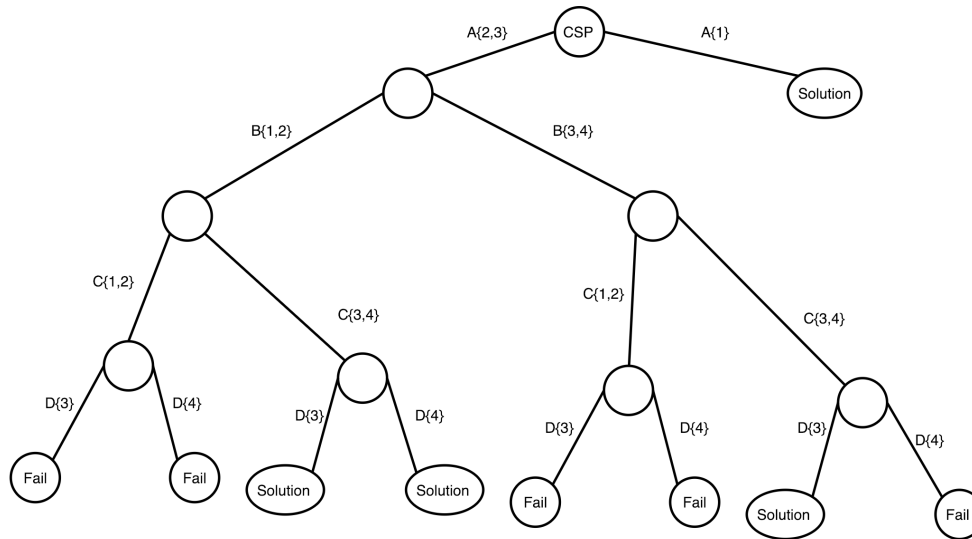 CSP
A{2,3}
A{1}
Solution
B{1,2}
B{3,4}
C{1,2}
C{3,4}
C{1,2}
C{3,4}
D{3}
D{4}
D{3}
D{4}
D{3}
D{4}
D{3}
D{4}
Fail
Fail
Solution
Solution
Fail
Fail
Solution
Fail